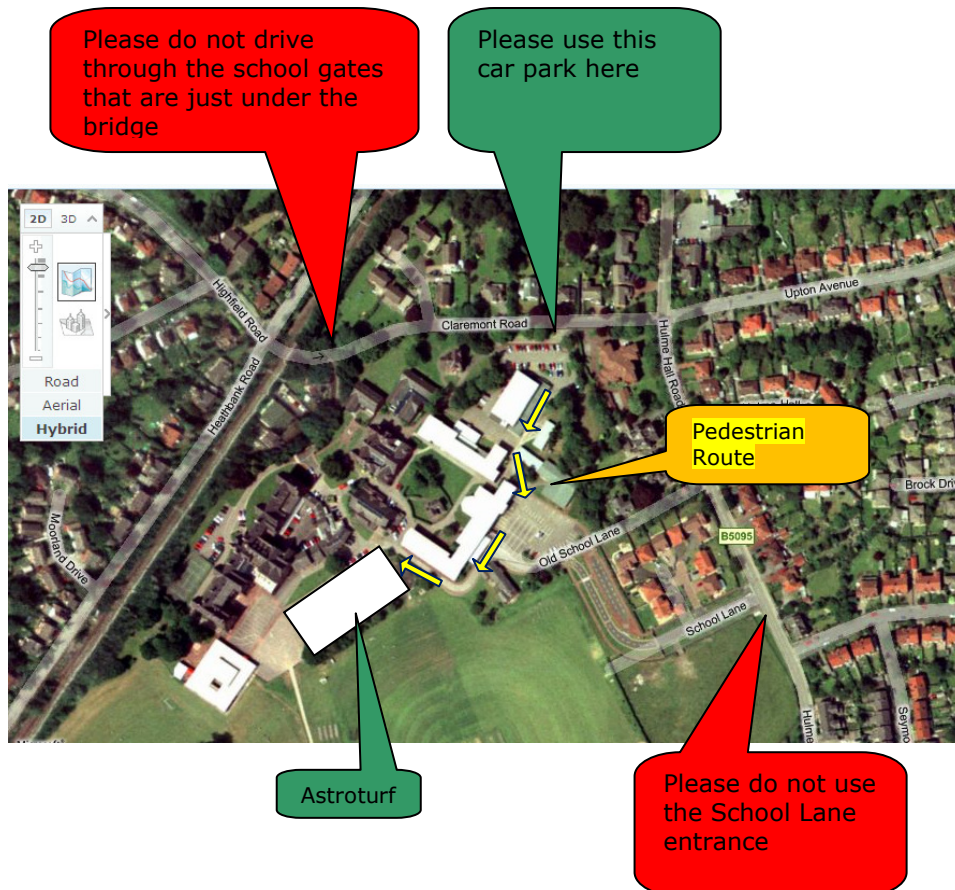 Please do not drive
through the school gates
that are just under the
bridge
Please use this
car park here
2D 3D
Road
Aerial
Hybrid
Highfield Road
Heathbank Road
Moorland Drive
Claremont Road
Upton Avenue
Hulme Hall Road
Pedestrian
Route
Brock Driv
Old School Lane
B5095
School Lane
Hulme
Seymo
Astroturf
Please do not use
the School Lane
entrance